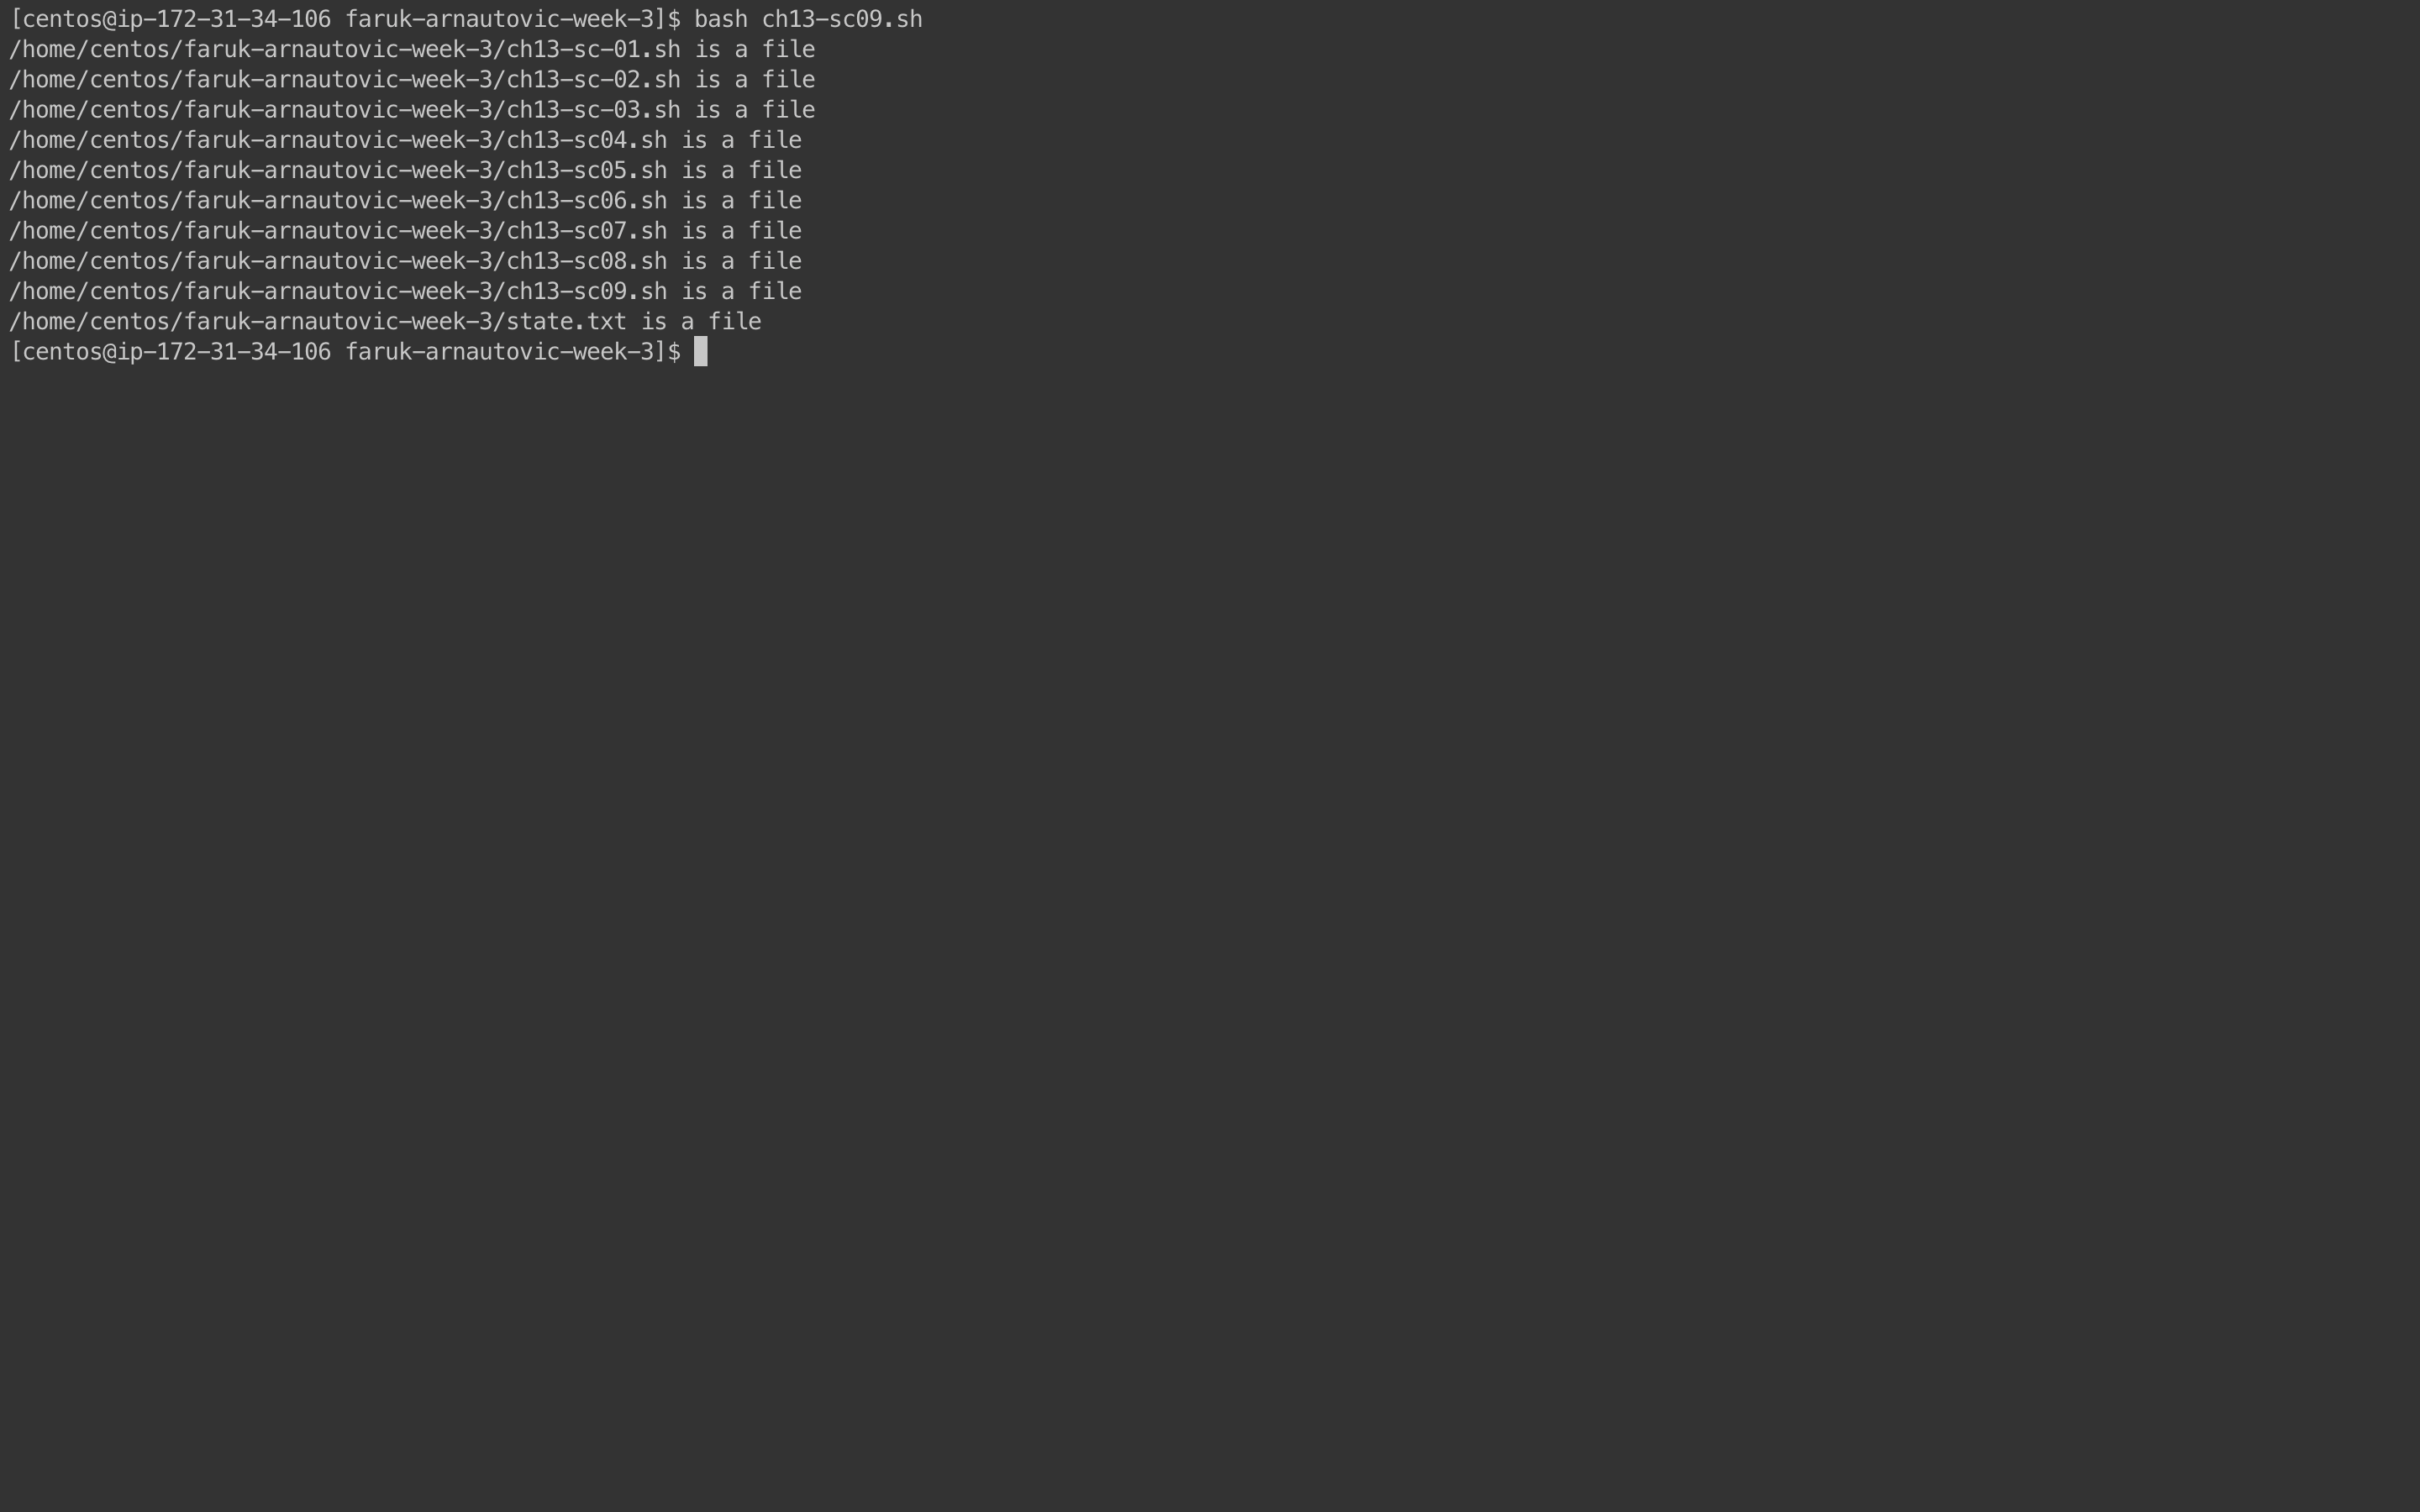 [centos@ip-172-31-34-106 faruk-arnautovic-week-3]$ bash ch13-sc09.sh
/home/centos/faruk-arnautovic-week-3/ch13-sc-01.sh is a file
/home/centos/faruk-arnautovic-week-3/ch13-sc-02.sh is a file
/home/centos/faruk-arnautovic-week-3/ch13-sc-03.sh is a file
/home/centos/faruk-arnautovic-week-3/ch13-sc04.sh is a file
/home/centos/faruk-arnautovic-week-3/ch13-sc05.sh is a file
/home/centos/faruk-arnautovic-week-3/ch13-sc06.sh is a file
/home/centos/faruk-arnautovic-week-3/ch13-sc07.sh is a file
/home/centos/faruk-arnautovic-week-3/ch13-sc08.sh is a file
/home/centos/faruk-arnautovic-week-3/ch13-sc09.sh is a file
/home/centos/faruk-arnautovic-week-3/state.txt is a file
[centos@ip-172-31-34-106 faruk-arnautovic-week-3]$